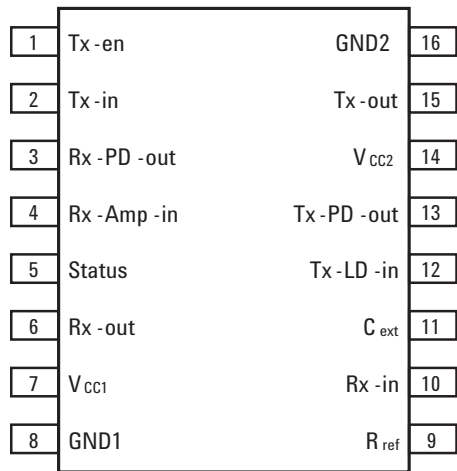 1 Tx-en GND2 16
2 Tx-in Tx-out 15
3 Rx-PD-out VCC2 14
4 Rx-Amp-in Tx-PD-out 13
5 Status Tx-LD-in 12
6 Rx-out Cext 11
7 VCC1 Rx-in 10
8 GND1 Rref 9